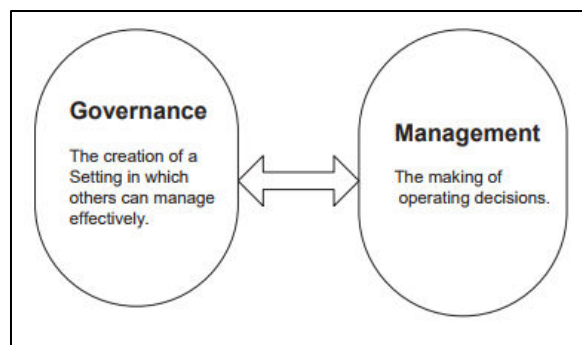 Governance
The creation of a
Setting in which
others can manage
effectively.
Management
The making of
operating decisions.